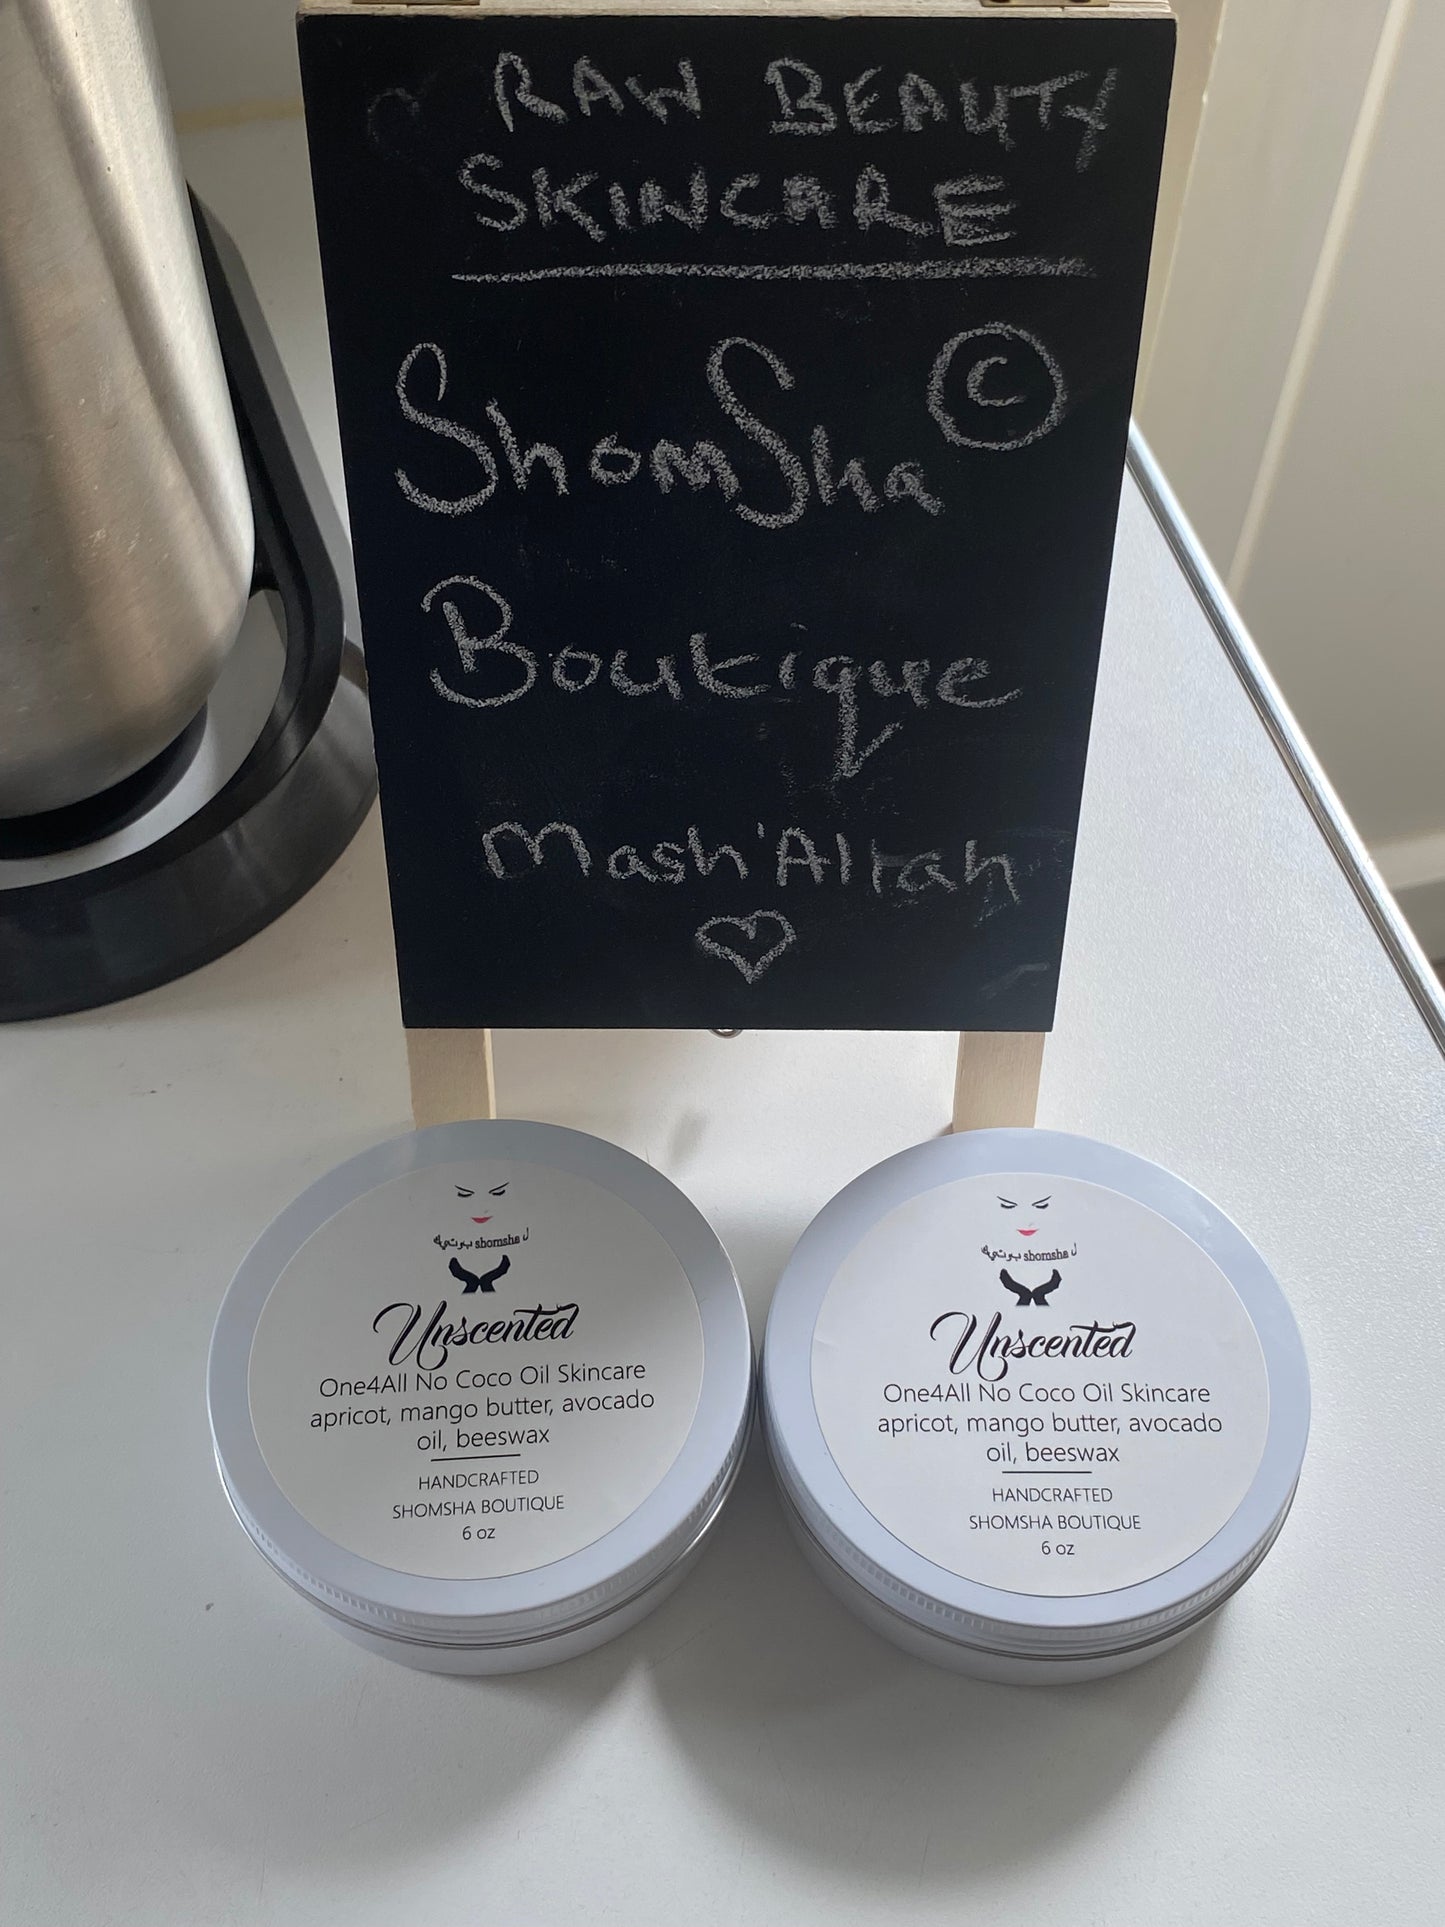 RAW BEAUTY
SKINCARE
ShomSha ©
Boutique
Mash'Allah
ل shomsha بوتيك
Unscented
One4All No Coco Oil Skincare
apricot, mango butter, avocado
oil, beeswax
HANDCRAFTED
SHOMSHA BOUTIQUE
6 oz
ل shomsha بوتيك
Unscented
One4All No Coco Oil Skincare
apricot, mango butter, avocado
oil, beeswax
HANDCRAFTED
SHOMSHA BOUTIQUE
6 oz